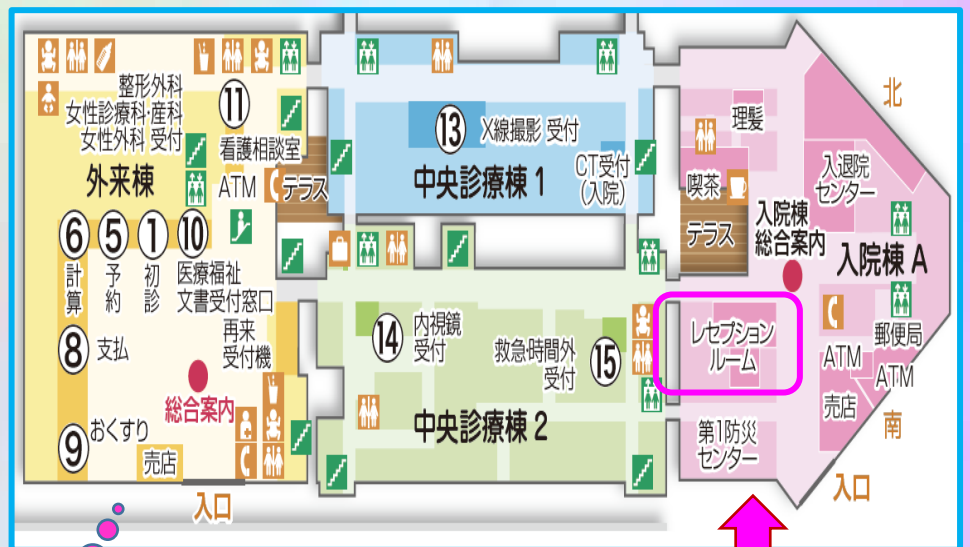 整形外科
女性診療科・産科
女性外科 受付
⑪
看護相談室
外来棟
ATM
テラス
⑥
計算
⑤
予約
①
初診
⑩
医療福祉
文書受付窓口
⑧
支払
再来
受付機
総合案内
⑨
おくすり
売店
入口
⑬
X線撮影 受付
CT受付
(入院)
中央診療棟 1
⑭
内視鏡
受付
救急・時間外
受付
⑮
中央診療棟 2
理髪
喫茶
テラス
入院棟
総合案内
入退院
センター
入院棟 A
北
レセプション
ルーム
ATM
郵便局
ATM
売店
南
第1防災
センター
入口